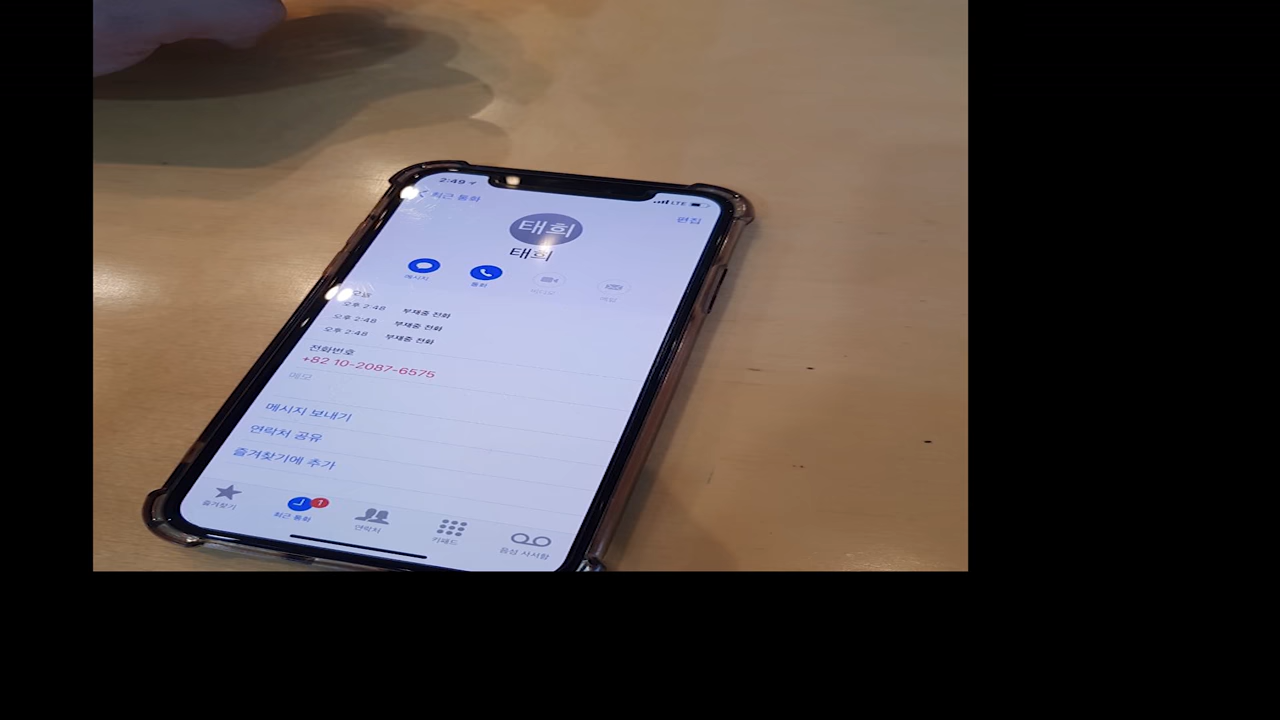 2:49
LTE
최근 통화
편집
태희
태희
메시지
통화
오늘
오후 2:48 부재중 전화
오후 2:48 부재중 전화
오후 2:48 부재중 전화
전화번호
+82 10-2087-6575
메모
메시지 보내기
연락처 공유
즐겨찾기에 추가
1
즐겨찾기 최근 통화 연락처 키패드 음성 사서함